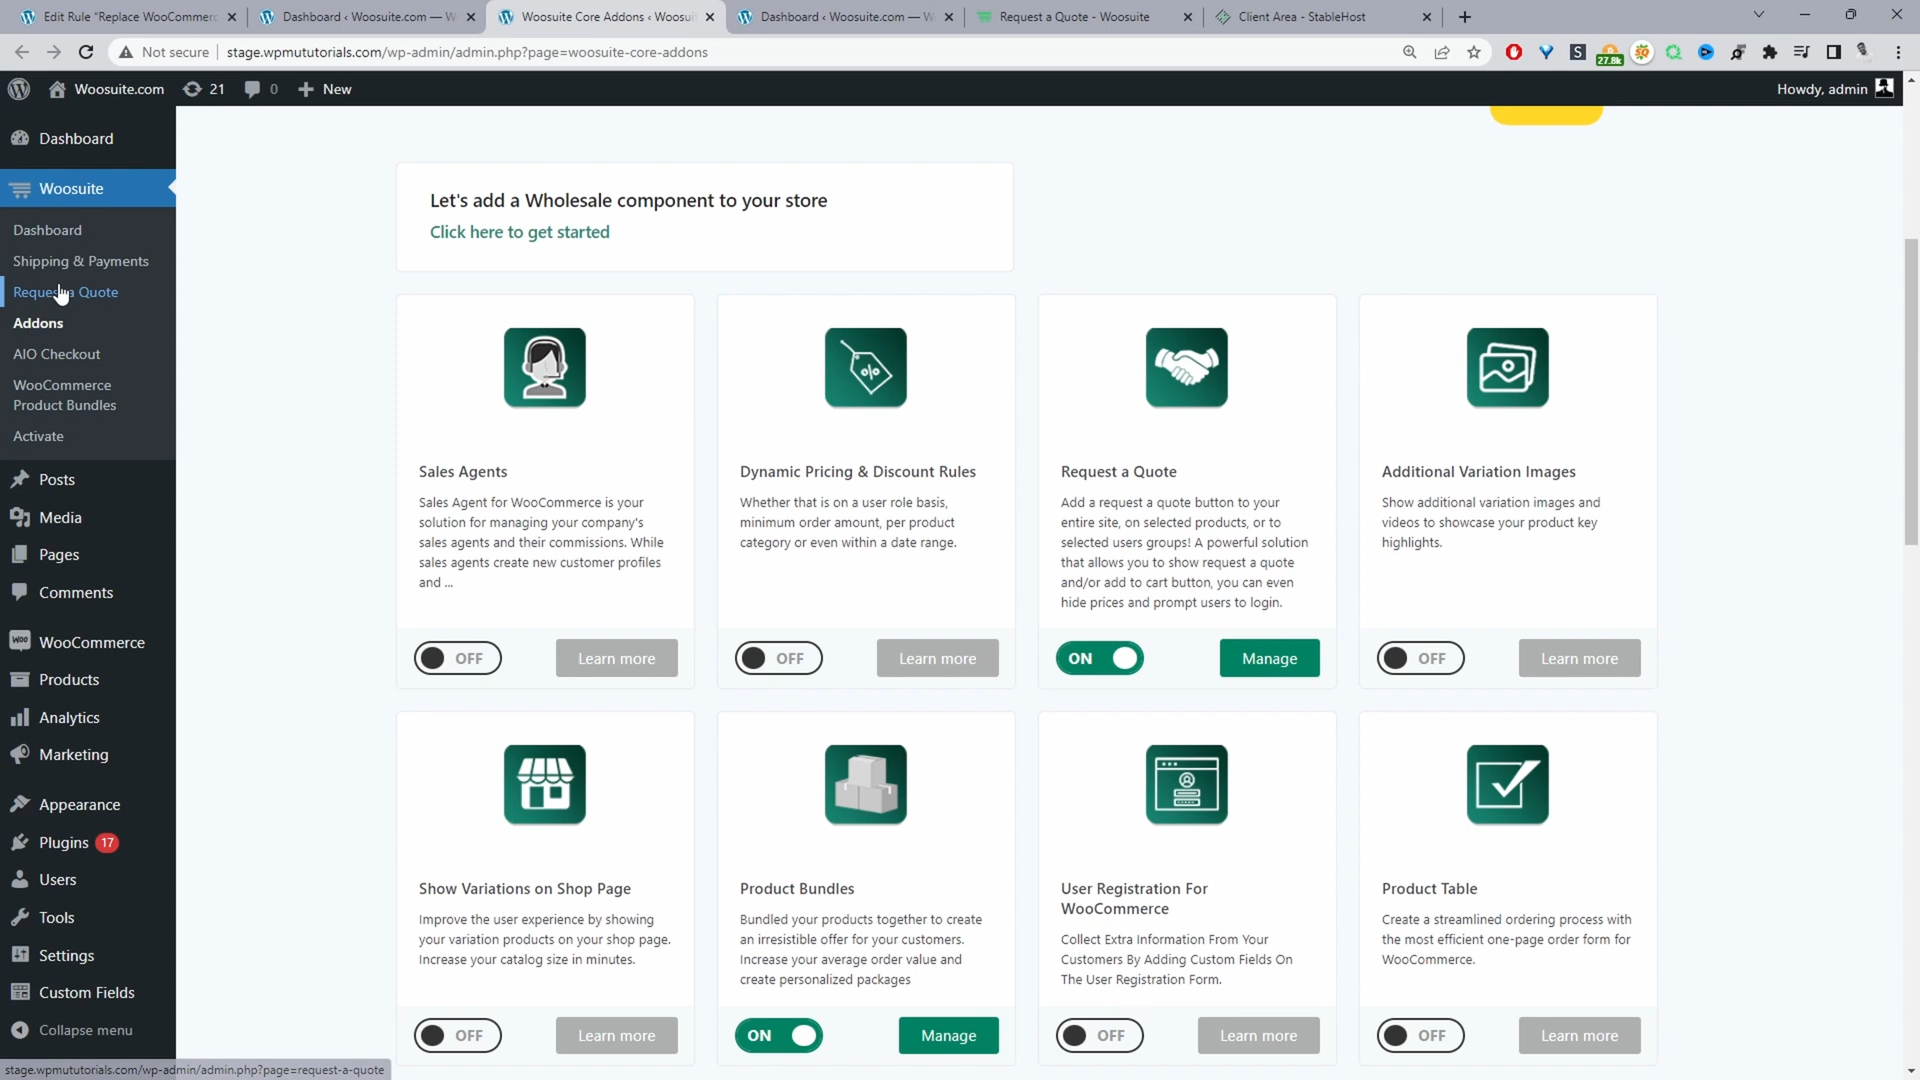 Edit Rule "Replace WooCommerc
Dashboard ‹ Woosuite.com — W
Woosuite Core Addons ‹ Woosui
Dashboard ‹ Woosuite.com — W
Request a Quote - Woosuite
Client Area - StableHost
Not secure
stage.wpmututorials.com/wp-admin/admin.php?page=woosuite-core-addons
27.8k
Woosuite.com
21
0
New
Howdy, admin
Dashboard
Woosuite
Dashboard
Shipping & Payments
Request a Quote
Addons
AIO Checkout
WooCommerce
Product Bundles
Activate
Posts
Media
Pages
Comments
WooCommerce
Products
Analytics
Marketing
Appearance
Plugins 17
Users
Tools
Settings
Custom Fields
Collapse menu
Let's add a Wholesale component to your store
Click here to get started
Sales Agents
Sales Agent for WooCommerce is your
solution for managing your company's
sales agents and their commissions. While
sales agents create new customer profiles
and ...
OFF
Learn more
Dynamic Pricing & Discount Rules
Whether that is on a user role basis,
minimum order amount, per product
category or even within a date range.
OFF
Learn more
Request a Quote
Add a request a quote button to your
entire site, on selected products, or to
selected users groups! A powerful solution
that allows you to show request a quote
and/or add to cart button, you can even
hide prices and prompt users to login.
ON
Manage
Additional Variation Images
Show additional variation images and
videos to showcase your product key
highlights.
OFF
Learn more
Show Variations on Shop Page
Improve the user experience by showing
your variation products on your shop page.
Increase your catalog size in minutes.
OFF
Learn more
Product Bundles
Bundled your products together to create
an irresistible offer for your customers.
Increase your average order value and
create personalized packages
ON
Manage
User Registration For
WooCommerce
Collect Extra Information From Your
Customers By Adding Custom Fields On
The User Registration Form.
OFF
Learn more
Product Table
Create a streamlined ordering process with
the most efficient one-page order form for
WooCommerce.
OFF
Learn more
stage.wpmututorials.com/wp-admin/admin.php?page=request-a-quote